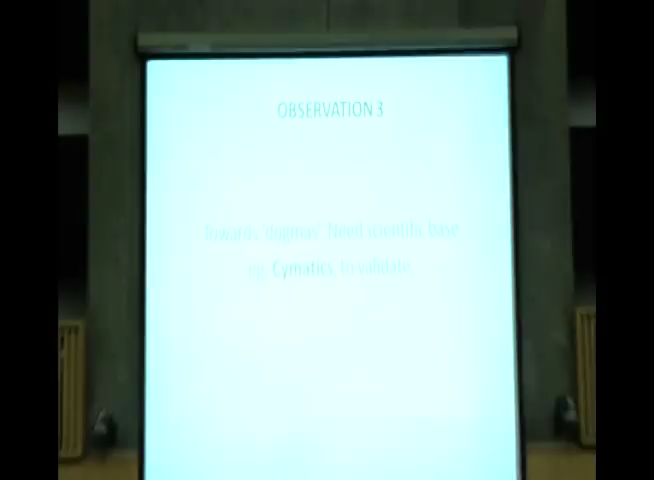 OBSERVATION 3
Towards 'dogmas'. Need scientific base
eg. Cymatics, to validate.